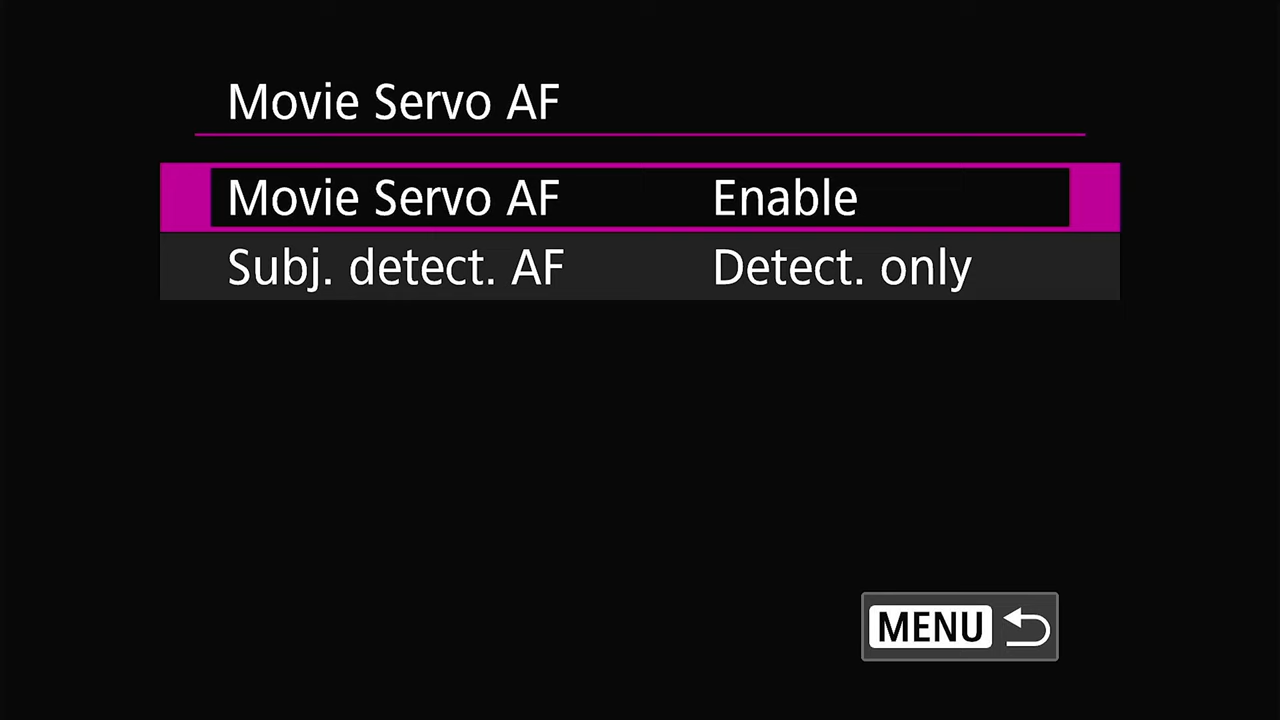 Movie Servo AF
Movie Servo AF Enable
Subj. detect. AF Detect. only
MENU